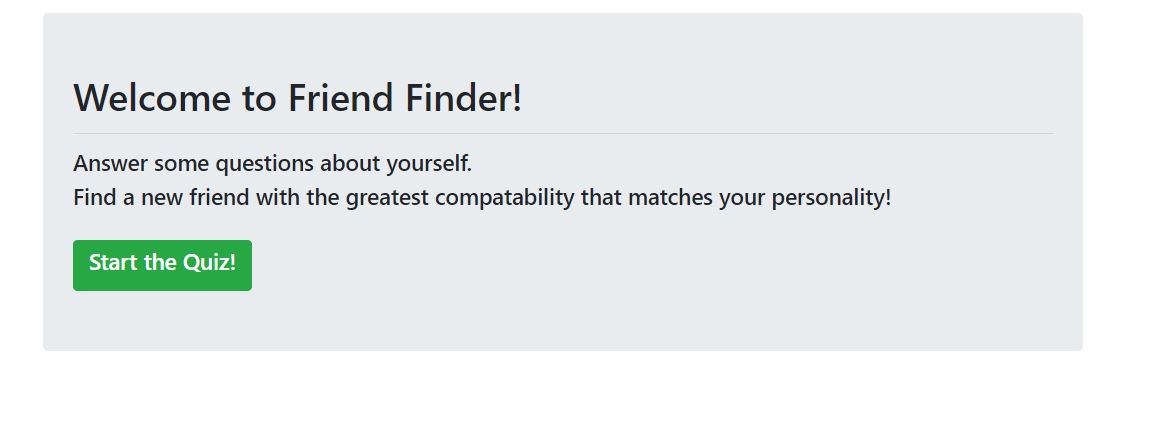 Welcome to Friend Finder!
Answer some questions about yourself.
Find a new friend with the greatest compatability that matches your personality!
Start the Quiz!